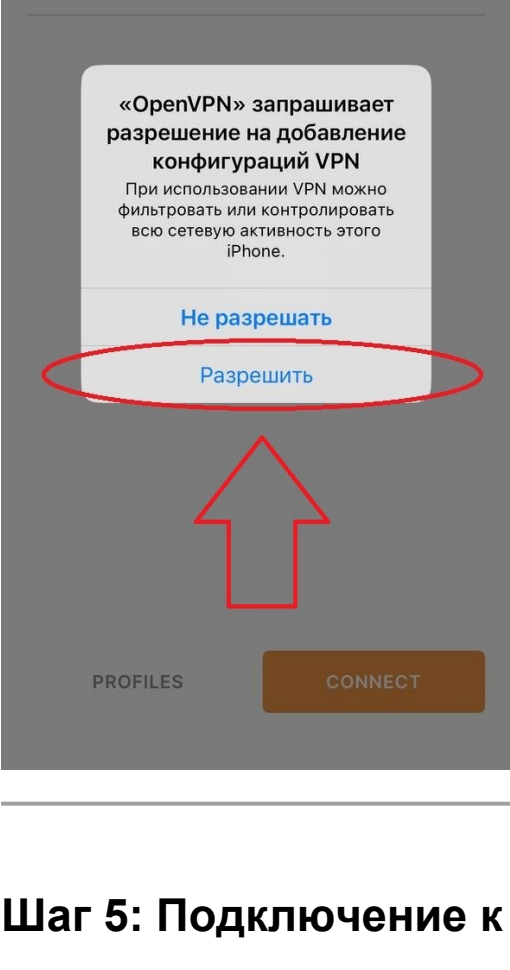 «OpenVPN» запрашивает
разрешение на добавление
конфигураций VPN
При использовании VPN можно
фильтровать или контролировать
всю сетевую активность этого
iPhone.
Не разрешать
Разрешить
PROFILES
CONNECT
Шаг 5: Подключение к